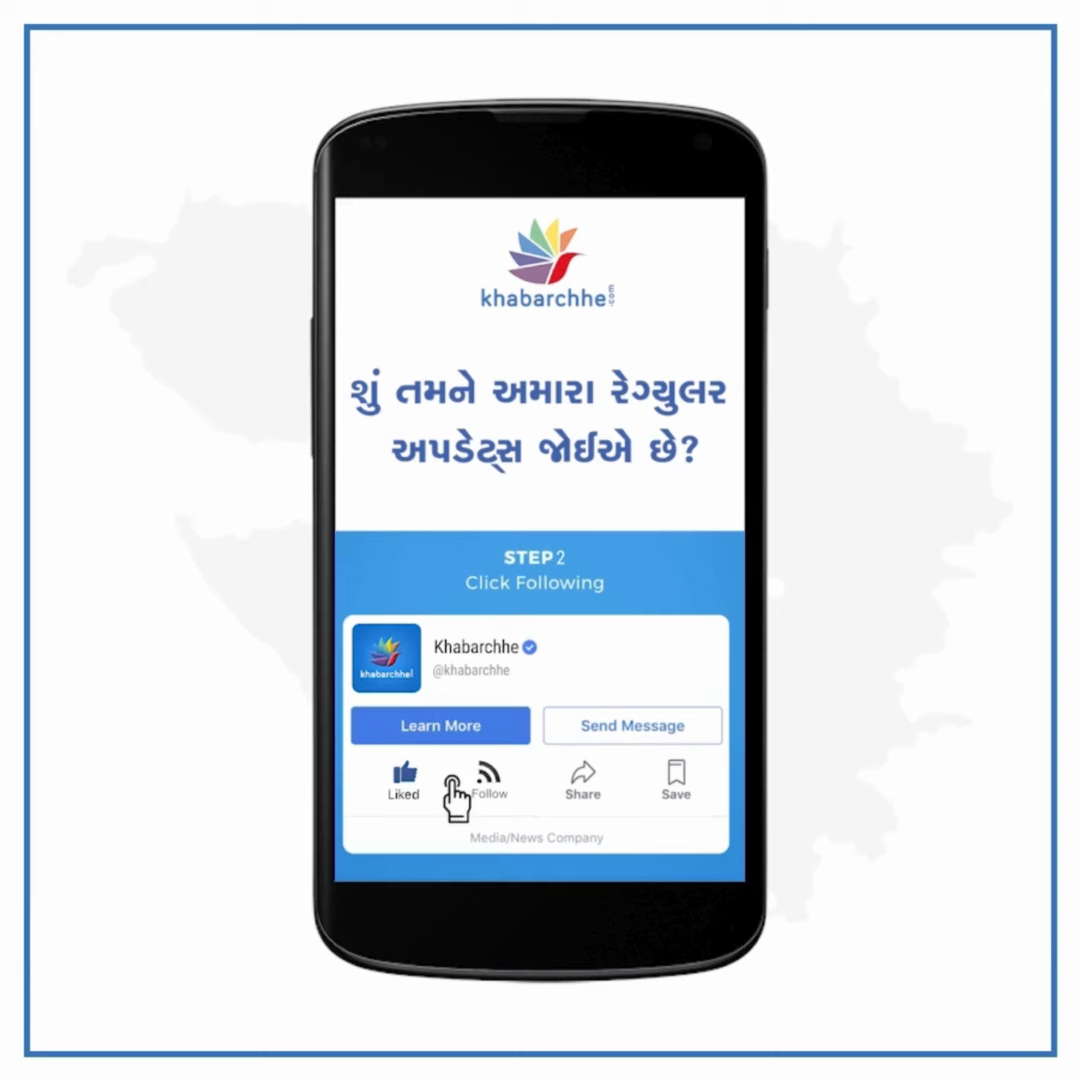 khabarchhe.com
શું તમને અમારા રેગ્યુલર
અપડેટ્સ જોઈએ છે?
STEP 2
Click Following
khabarchhe
Khabarchhe
@khabarchhe
Learn More
Send Message
Liked
Follow
Share
Save
Media/News Company